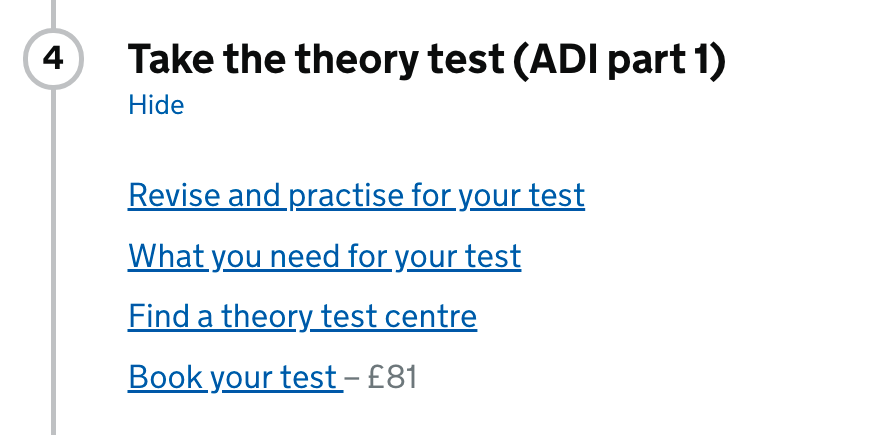 4
Take the theory test (ADI part 1)
Hide
Revise and practise for your test
What you need for your test
Find a theory test centre
Book your test – £81